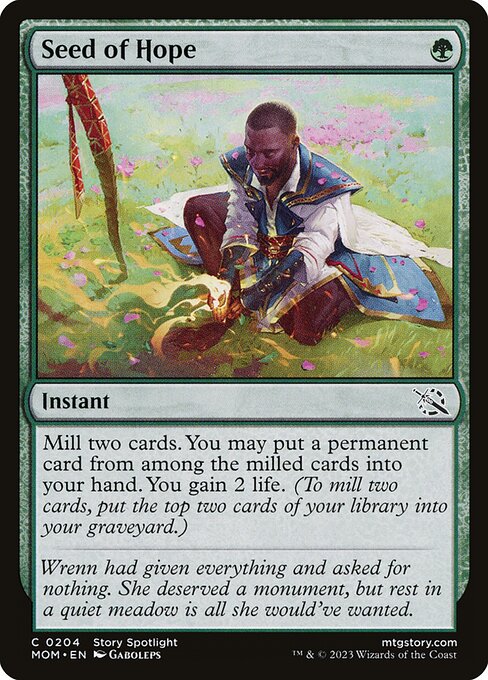 Seed of Hope
Instant
Mill two cards. You may put a permanent
card from among the milled cards into
your hand. You gain 2 life. (To mill two
cards, put the top two cards of your library into
your graveyard.)
Wrenn had given everything and asked for
nothing. She deserved a monument, but rest in
a quiet meadow is all she would've wanted.
C 0204 Story Spotlight mtgstory.com
MOM • EN Gaboleps ™ & © 2023 Wizards of the Coast